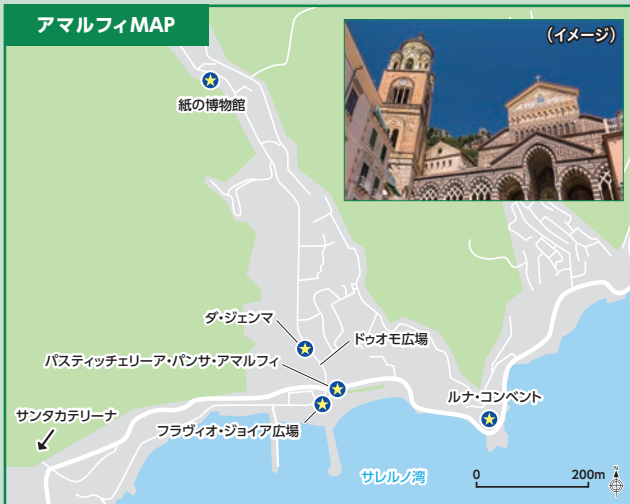 アマルフィMAP
(イメージ)
紙の博物館
ダ・ジェンマ
ドゥオモ広場
パスティッチェリーア・パンサ・アマルフィ
ルナ・コンベント
サンタカテリーナ
フラヴィオ・ジョイア広場
サレルノ湾
0 200m
N